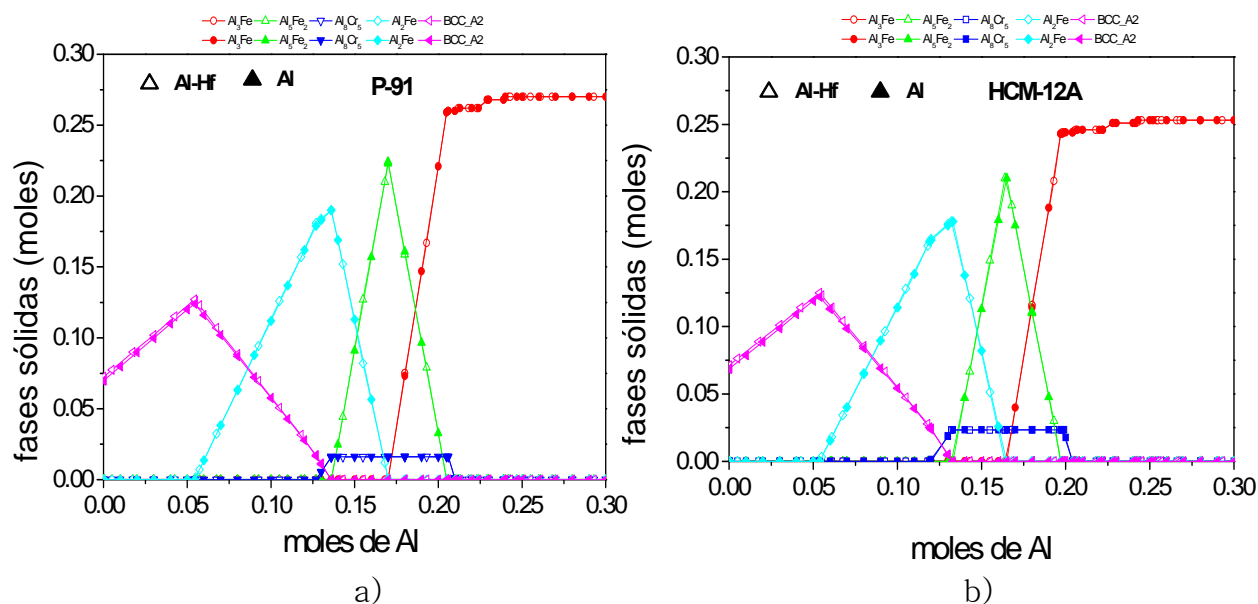 Al₃Fe Al₅Fe₂ Al₈Cr₅ Al₂Fe BCC_A2
Al₃Fe Al₅Fe₂ Al₈Cr₅ Al₂Fe BCC_A2
Al-Hf Al P-91
0.30
0.25
0.20
0.15
0.10
0.05
0.00
fases sólidas (moles)
0.00 0.05 0.10 0.15 0.20 0.25 0.30
moles de Al
a)
Al₃Fe Al₅Fe₂ Al₈Cr₅ Al₂Fe BCC_A2
Al₃Fe Al₅Fe₂ Al₈Cr₅ Al₂Fe BCC_A2
Al-Hf Al HCM-12A
0.30
0.25
0.20
0.15
0.10
0.05
0.00
fases sólidas (moles)
0.00 0.05 0.10 0.15 0.20 0.25 0.30
moles de Al
b)